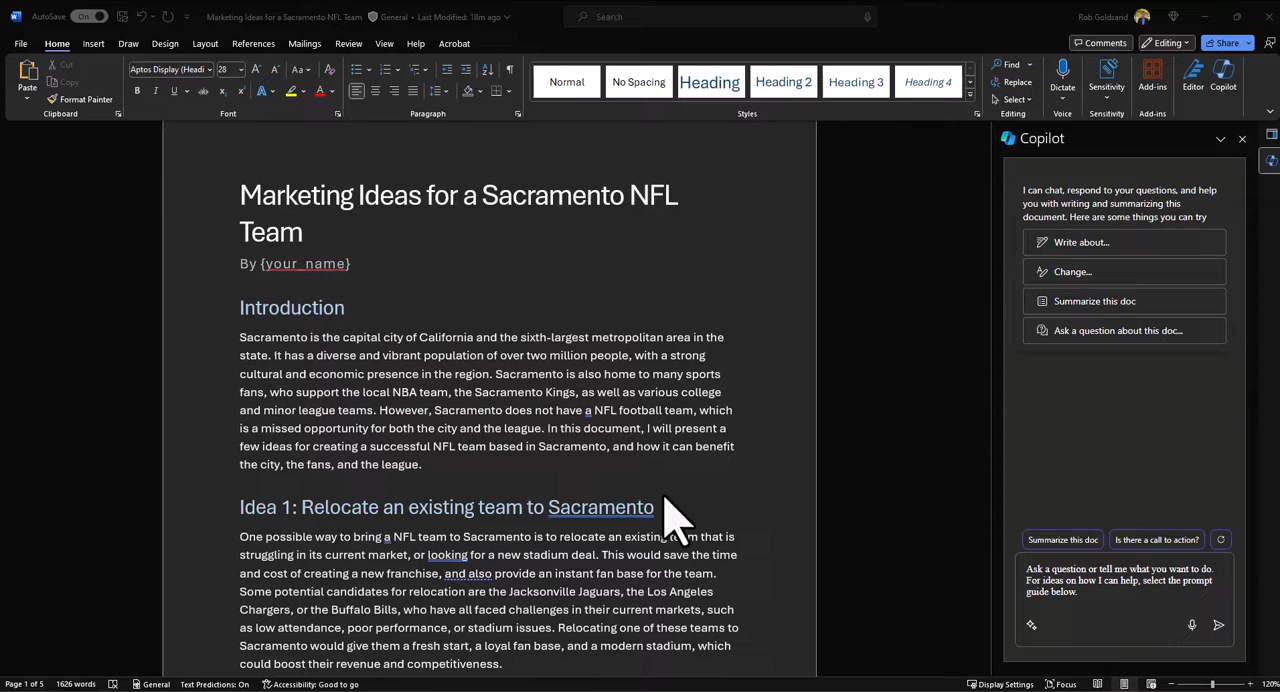 AutoSave On Marketing Ideas for a Sacramento NFL Team General • Last Modified: 18m ago Search Rob Goldsand
File Home Insert Draw Design Layout References Mailings Review View Help Acrobat Comments Editing Share
Paste Cut Copy Format Painter Clipboard
Aptos Display (Headi 28 Font
Paragraph
Normal No Spacing Heading Heading 2 Heading 3 Heading 4 Styles
Find Replace Select Editing
Dictate Voice
Sensitivity Sensitivity
Add-ins Add-ins
Editor Copilot
Marketing Ideas for a Sacramento NFL
Team
By {your_name}
Introduction
Sacramento is the capital city of California and the sixth-largest metropolitan area in the
state. It has a diverse and vibrant population of over two million people, with a strong
cultural and economic presence in the region. Sacramento is also home to many sports
fans, who support the local NBA team, the Sacramento Kings, as well as various college
and minor league teams. However, Sacramento does not have a NFL football team, which
is a missed opportunity for both the city and the league. In this document, I will present a
few ideas for creating a successful NFL team based in Sacramento, and how it can benefit
the city, the fans, and the league.
Idea 1: Relocate an existing team to Sacramento
One possible way to bring a NFL team to Sacramento is to relocate an existing team that is
struggling in its current market, or looking for a new stadium deal. This would save the time
and cost of creating a new franchise, and also provide an instant fan base for the team.
Some potential candidates for relocation are the Jacksonville Jaguars, the Los Angeles
Chargers, or the Buffalo Bills, who have all faced challenges in their current markets, such
as low attendance, poor performance, or stadium issues. Relocating one of these teams to
Sacramento would give them a fresh start, a loyal fan base, and a modern stadium, which
could boost their revenue and competitiveness.
Copilot
I can chat, respond to your questions, and help
you with writing and summarizing this
document. Here are some things you can try
Write about...
Change...
Summarize this doc
Ask a question about this doc...
Summarize this doc Is there a call to action?
Ask a question or tell me what you want to do.
For ideas on how I can help, select the prompt
guide below.
Page 1 of 5 1626 words General Text Predictions: On Accessibility: Good to go Display Settings Focus 120%